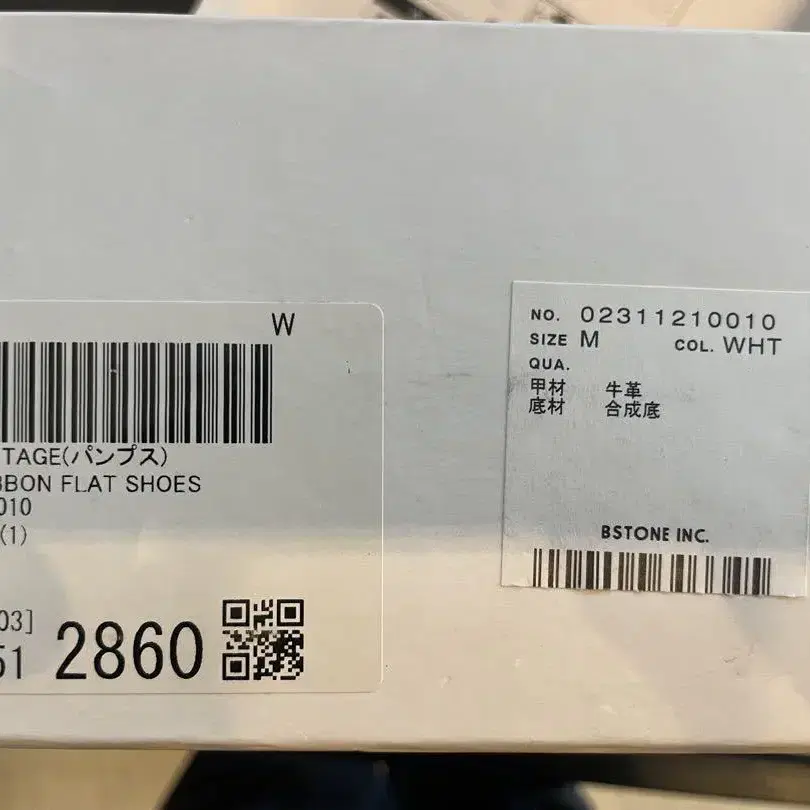 W
TAGE(パンプス)
BBON FLAT SHOES
010
(1)
03]
51 2860
NO. 02311210010
SIZE M COL. WHT
QUA.
甲材 牛革
底材 合成底
BSTONE INC.